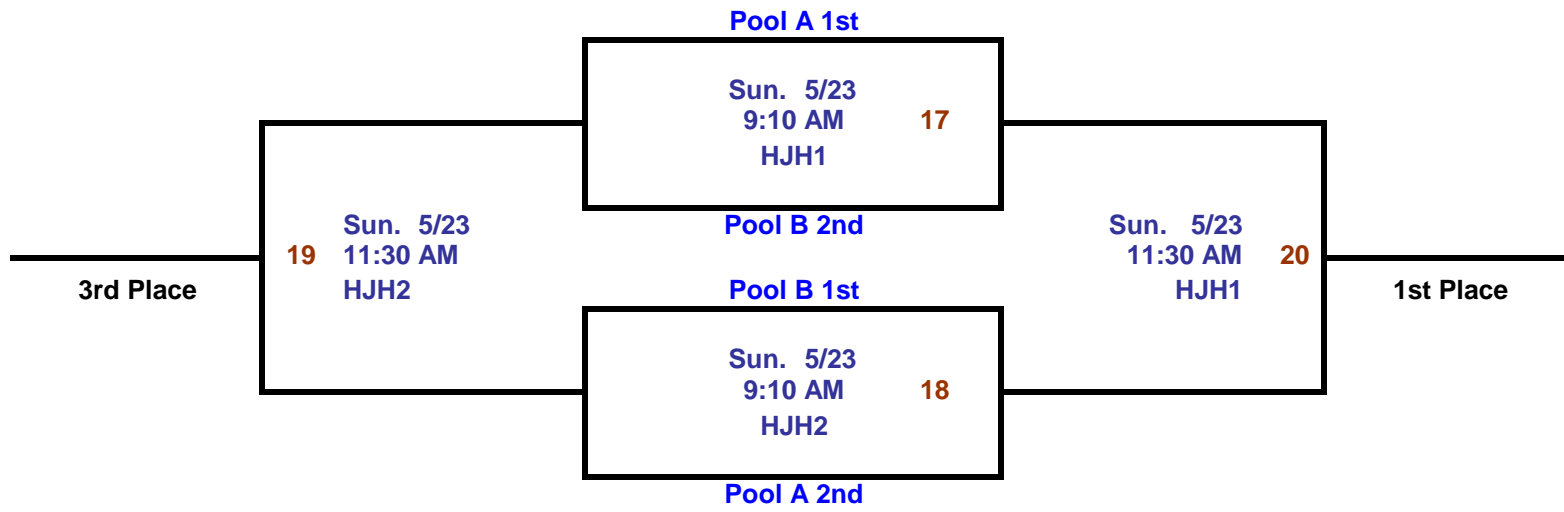 Pool A 1st
Sun. 5/23
9:10 AM 17
HJH1
Pool B 2nd
Sun. 5/23
19 11:30 AM
HJH2
3rd Place
Sun. 5/23
11:30 AM 20
HJH1
1st Place
Pool B 1st
Sun. 5/23
9:10 AM 18
HJH2
Pool A 2nd